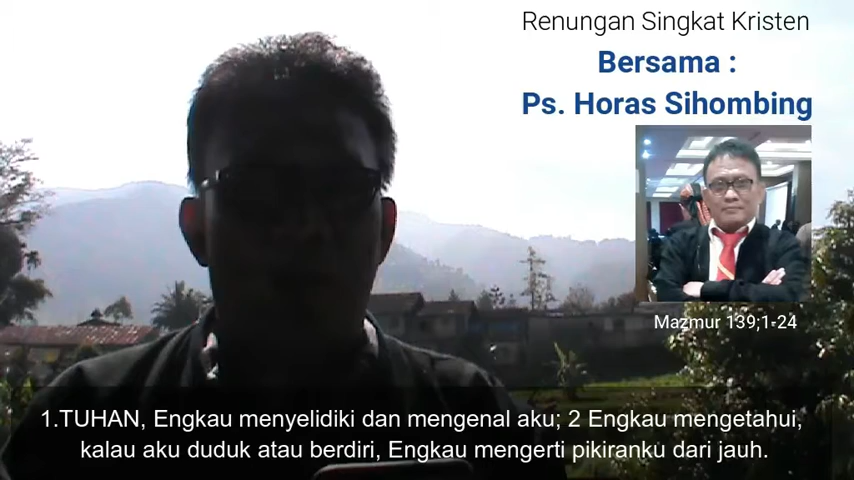 Renungan Singkat Kristen
Bersama :
Ps. Horas Sihombing
Mazmur 139;1-24
1.TUHAN, Engkau menyelidiki dan mengenal aku; 2 Engkau mengetahui,
kalau aku duduk atau berdiri, Engkau mengerti pikiranku dari jauh.